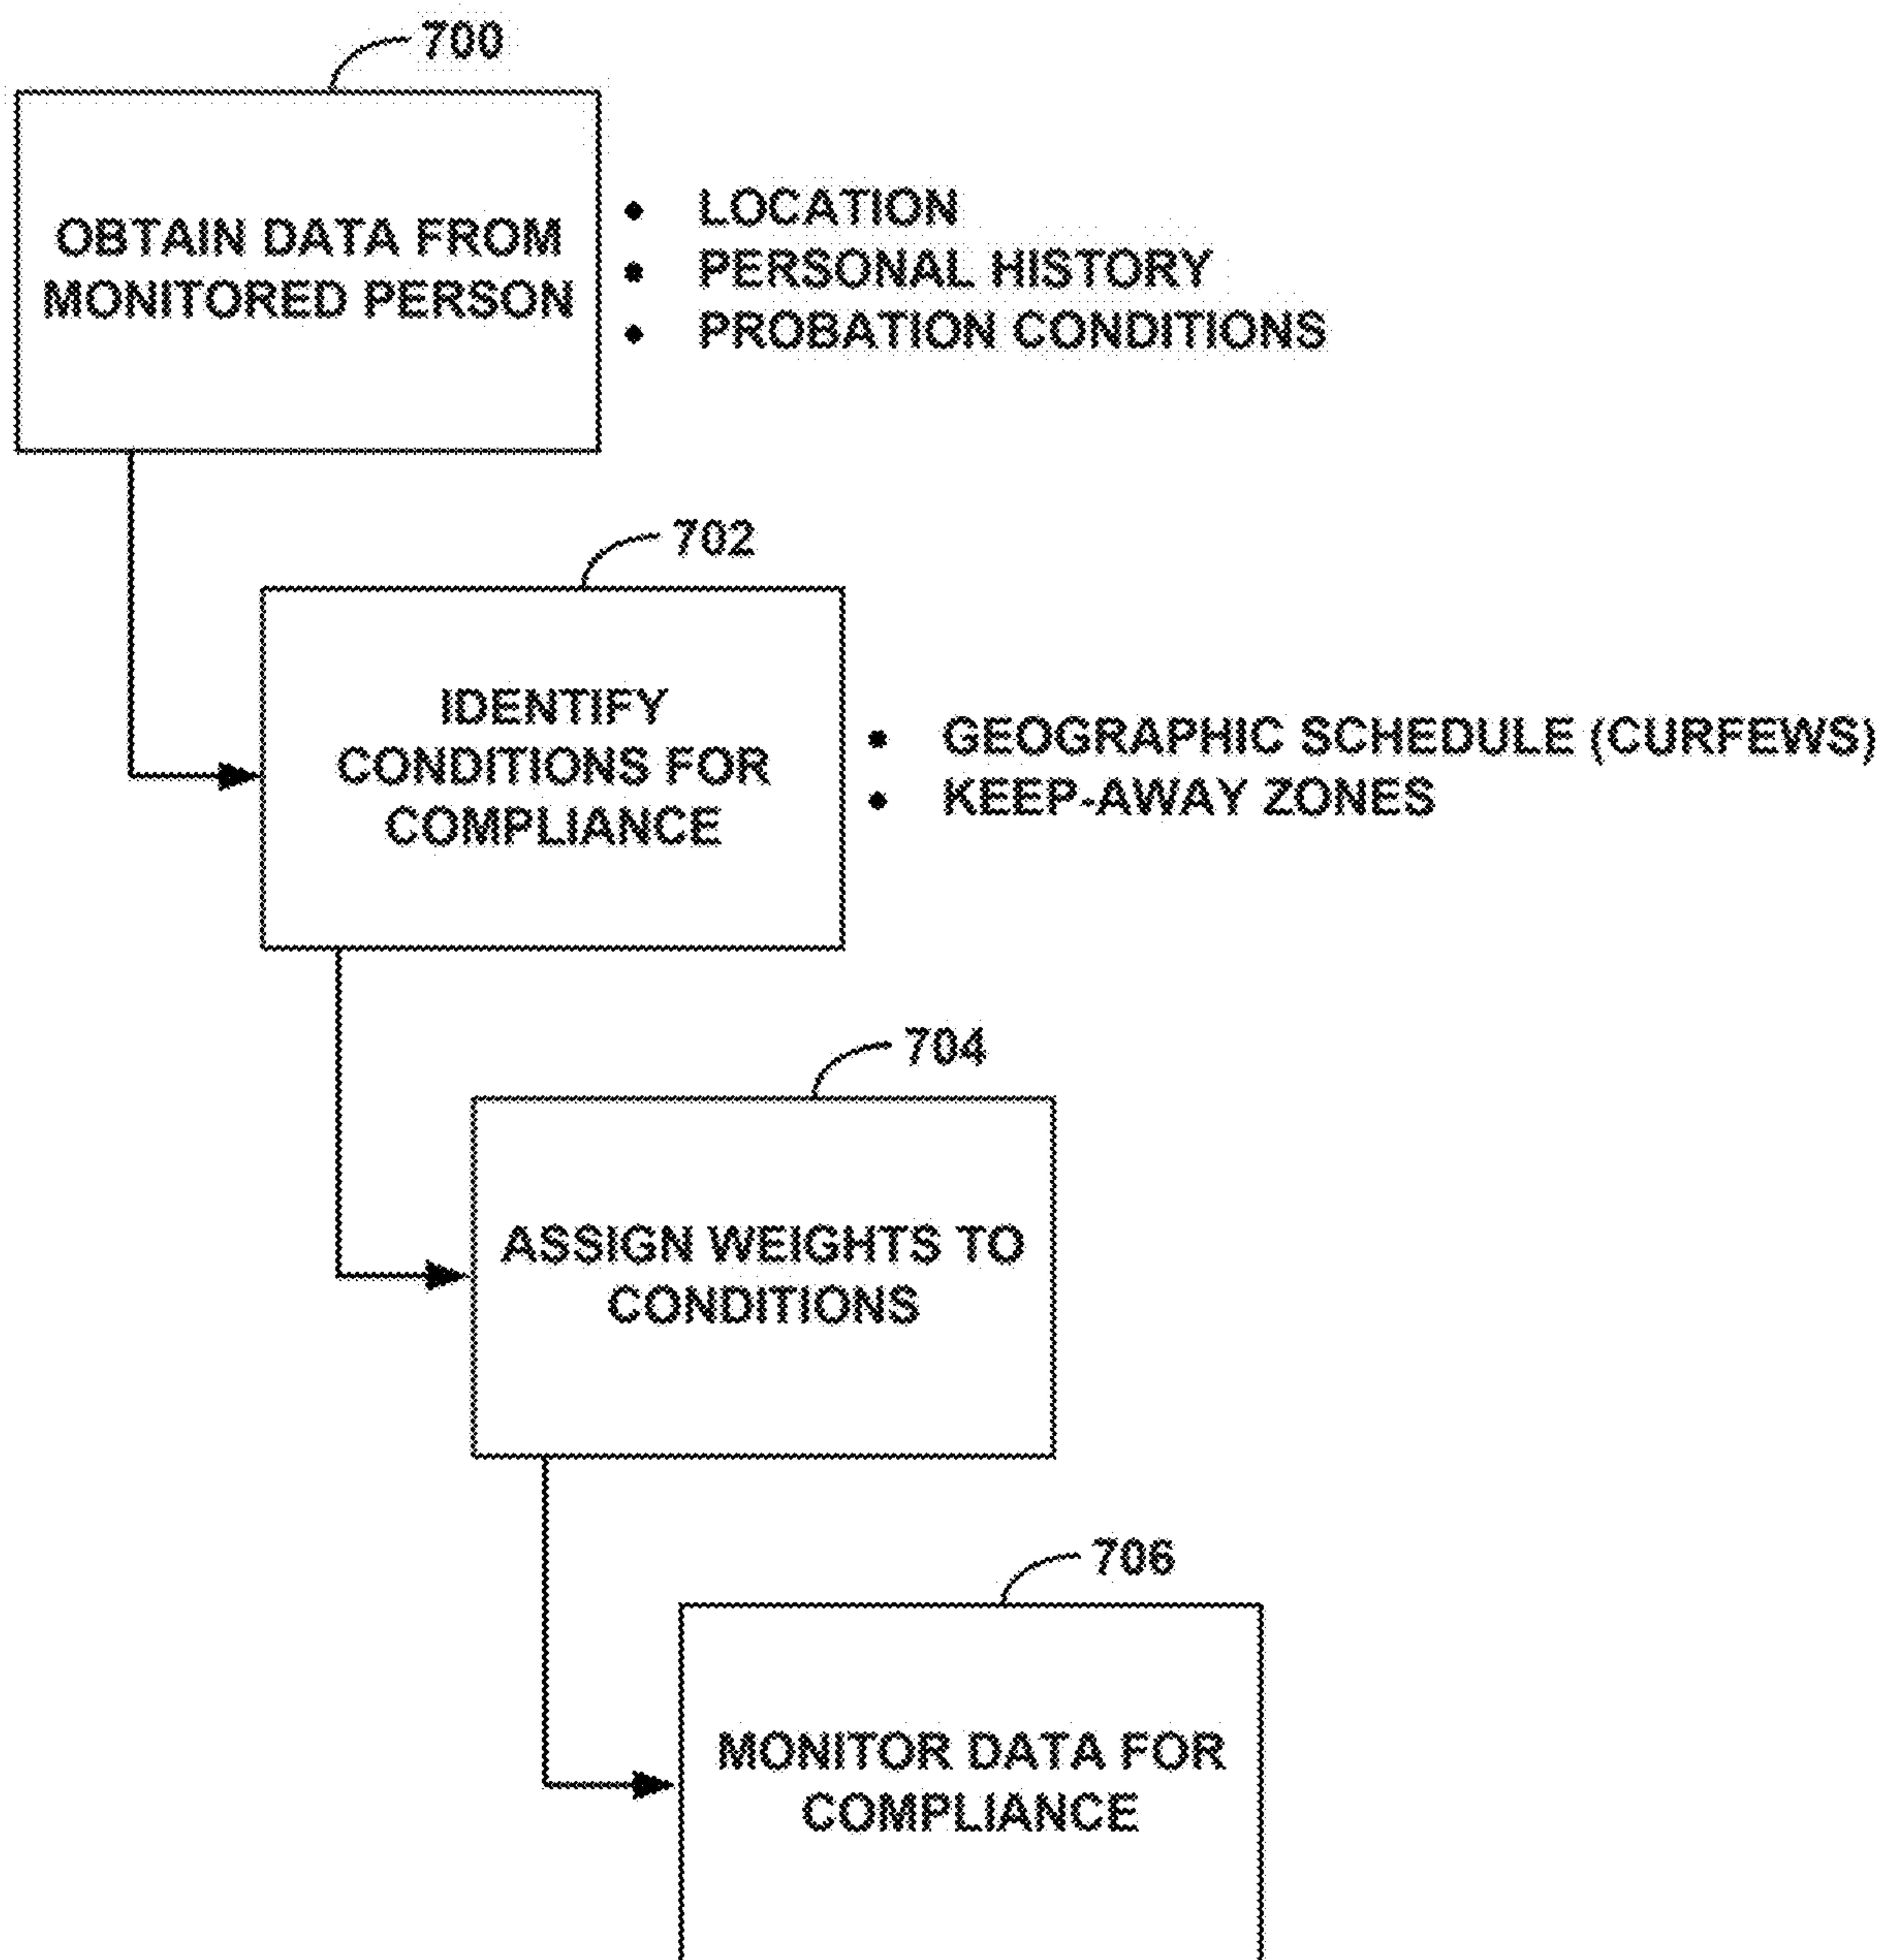 700
OBTAIN DATA FROM
MONITORED PERSON
• LOCATION
• PERSONAL HISTORY
• PROBATION CONDITIONS
702
IDENTIFY
CONDITIONS FOR
COMPLIANCE
• GEOGRAPHIC SCHEDULE (CURFEWS)
• KEEP-AWAY ZONES
704
ASSIGN WEIGHTS TO
CONDITIONS
706
MONITOR DATA FOR
COMPLIANCE